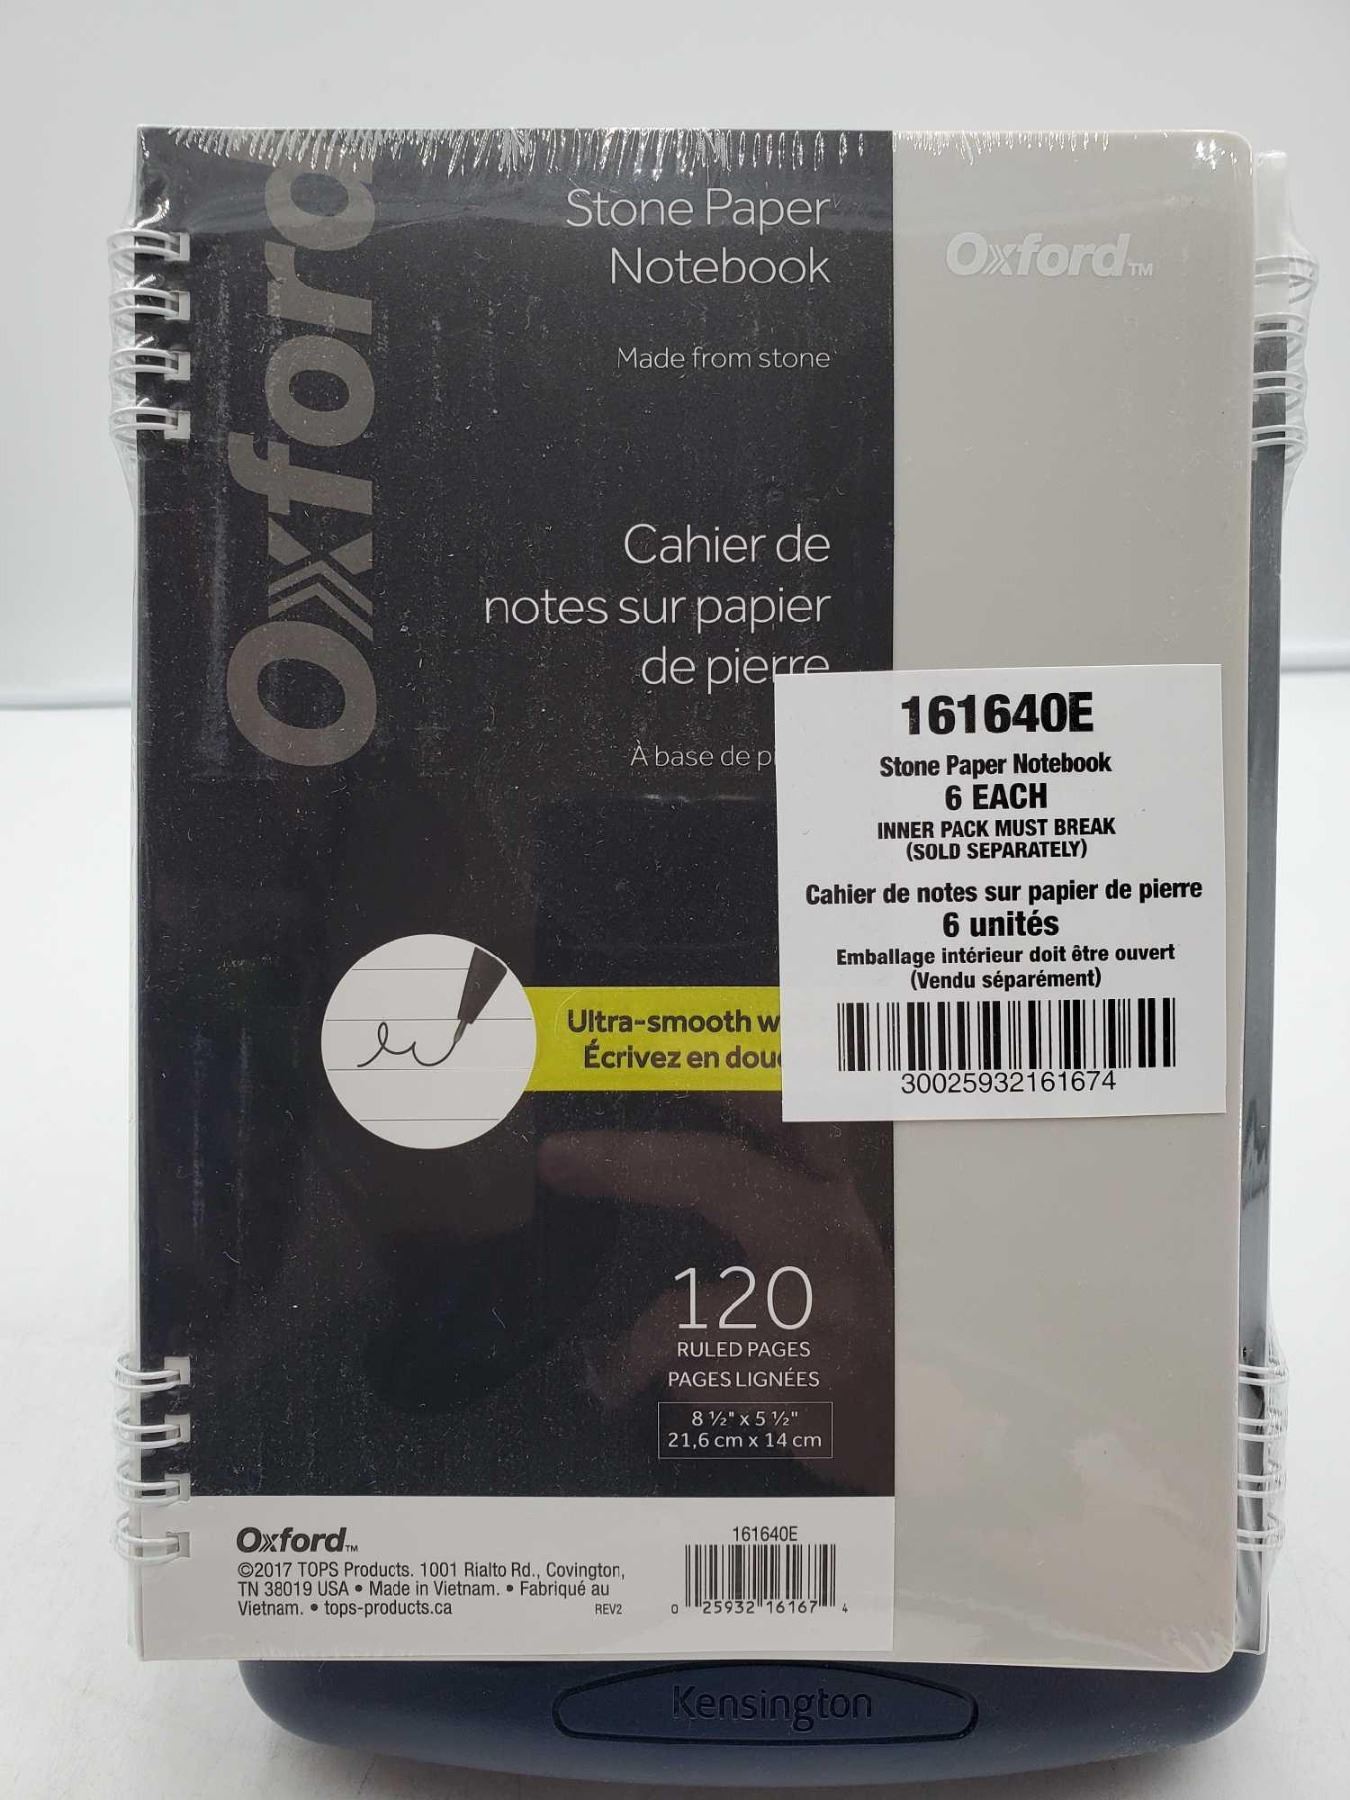 Oxford
Stone Paper
Notebook
Made from stone
Oxford™
Cahier de
notes sur papier
de pierre
À base de
Ultra-smooth
Écrivez en
161640E
Stone Paper Notebook
6 EACH
INNER PACK MUST BREAK
(SOLD SEPARATELY)
Cahier de notes sur papier de pierre
6 unités
Emballage intérieur doit être ouvert
(Vendu séparément)
30025932161674
120
RULED PAGES
PAGES LIGNÉES
8 ½" x 5 ½"
21,6 cm x 14 cm
Oxford™
©2017 TOPS Products. 1001 Rialto Rd., Covington,
TN 38019 USA • Made in Vietnam. • Fabriqué au
Vietnam. • tops-products.ca
REV2
161640E
0 25932 16167 4
Kensington